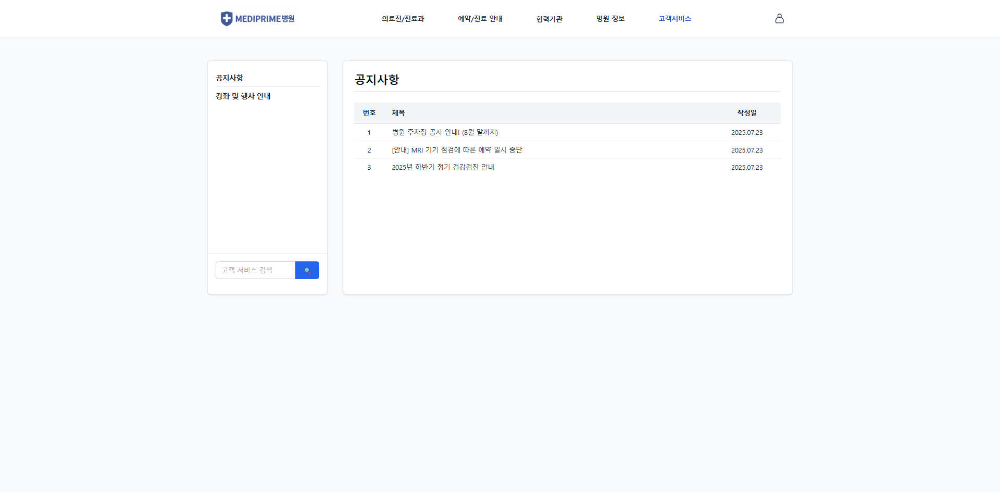 MEDIPRIME병원
의료진/진료과 예약/진료 안내 협력기관 병원 정보 고객서비스
공지사항
강좌 및 행사 안내
고객 서비스 검색
공지사항
번호 제목 작성일
1 병원 주차장 공사 안내! (8월 말까지) 2025.07.23
2 [안내] MRI 기기 점검에 따른 예약 일시 중단 2025.07.23
3 2025년 하반기 정기 건강검진 안내 2025.07.23